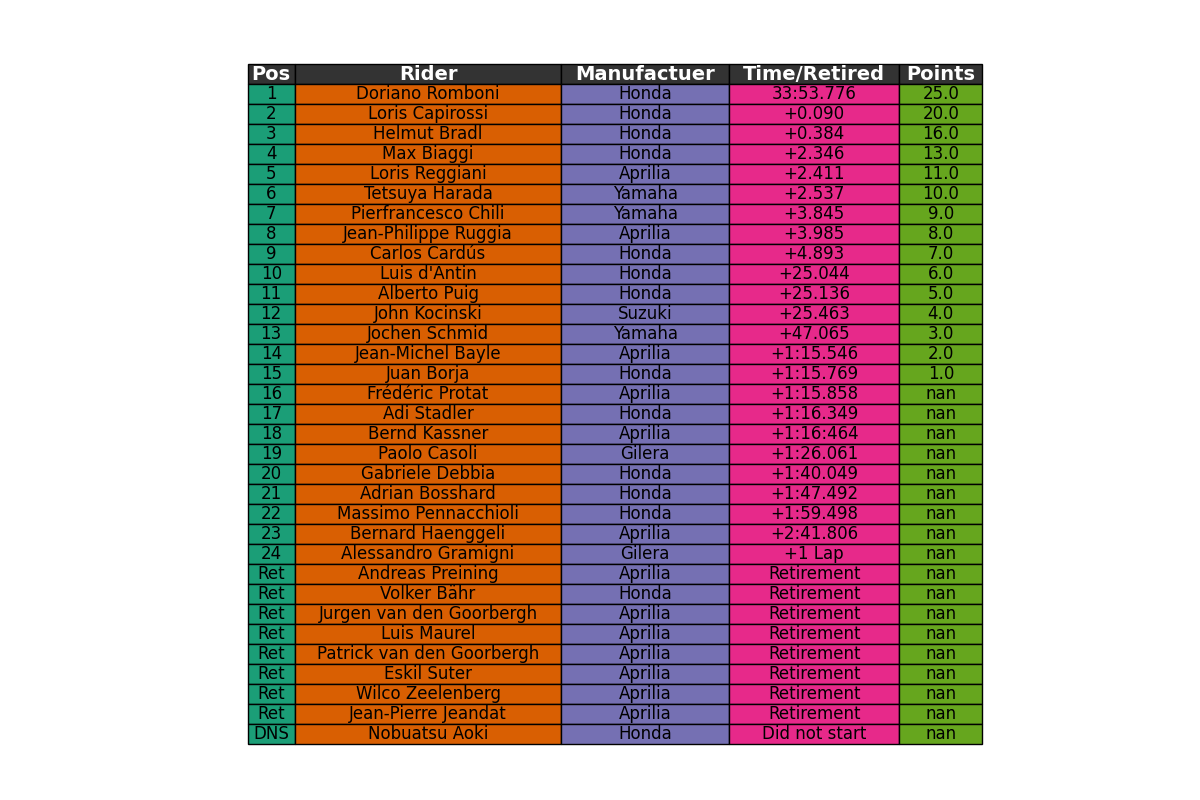 Pos Rider Manufactuer Time/Retired Points
1 Doriano Romboni Honda 33:53.776 25.0
2 Loris Capirossi Honda +0.090 20.0
3 Helmut Bradl Honda +0.384 16.0
4 Max Biaggi Honda +2.346 13.0
5 Loris Reggiani Aprilia +2.411 11.0
6 Tetsuya Harada Yamaha +2.537 10.0
7 Pierfrancesco Chili Yamaha +3.845 9.0
8 Jean-Philippe Ruggia Aprilia +3.985 8.0
9 Carlos Cardús Honda +4.893 7.0
10 Luis d'Antin Honda +25.044 6.0
11 Alberto Puig Honda +25.136 5.0
12 John Kocinski Suzuki +25.463 4.0
13 Jochen Schmid Yamaha +47.065 3.0
14 Jean-Michel Bayle Aprilia +1:15.546 2.0
15 Juan Borja Honda +1:15.769 1.0
16 Frédéric Protat Aprilia +1:15.858 nan
17 Adi Stadler Honda +1:16.349 nan
18 Bernd Kassner Aprilia +1:16:464 nan
19 Paolo Casoli Gilera +1:26.061 nan
20 Gabriele Debbia Honda +1:40.049 nan
21 Adrian Bosshard Honda +1:47.492 nan
22 Massimo Pennacchioli Honda +1:59.498 nan
23 Bernard Haenggeli Aprilia +2:41.806 nan
24 Alessandro Gramigni Gilera +1 Lap nan
Ret Andreas Preining Aprilia Retirement nan
Ret Volker Bähr Honda Retirement nan
Ret Jurgen van den Goorbergh Aprilia Retirement nan
Ret Luis Maurel Aprilia Retirement nan
Ret Patrick van den Goorbergh Aprilia Retirement nan
Ret Eskil Suter Aprilia Retirement nan
Ret Wilco Zeelenberg Aprilia Retirement nan
Ret Jean-Pierre Jeandat Aprilia Retirement nan
DNS Nobuatsu Aoki Honda Did not start nan